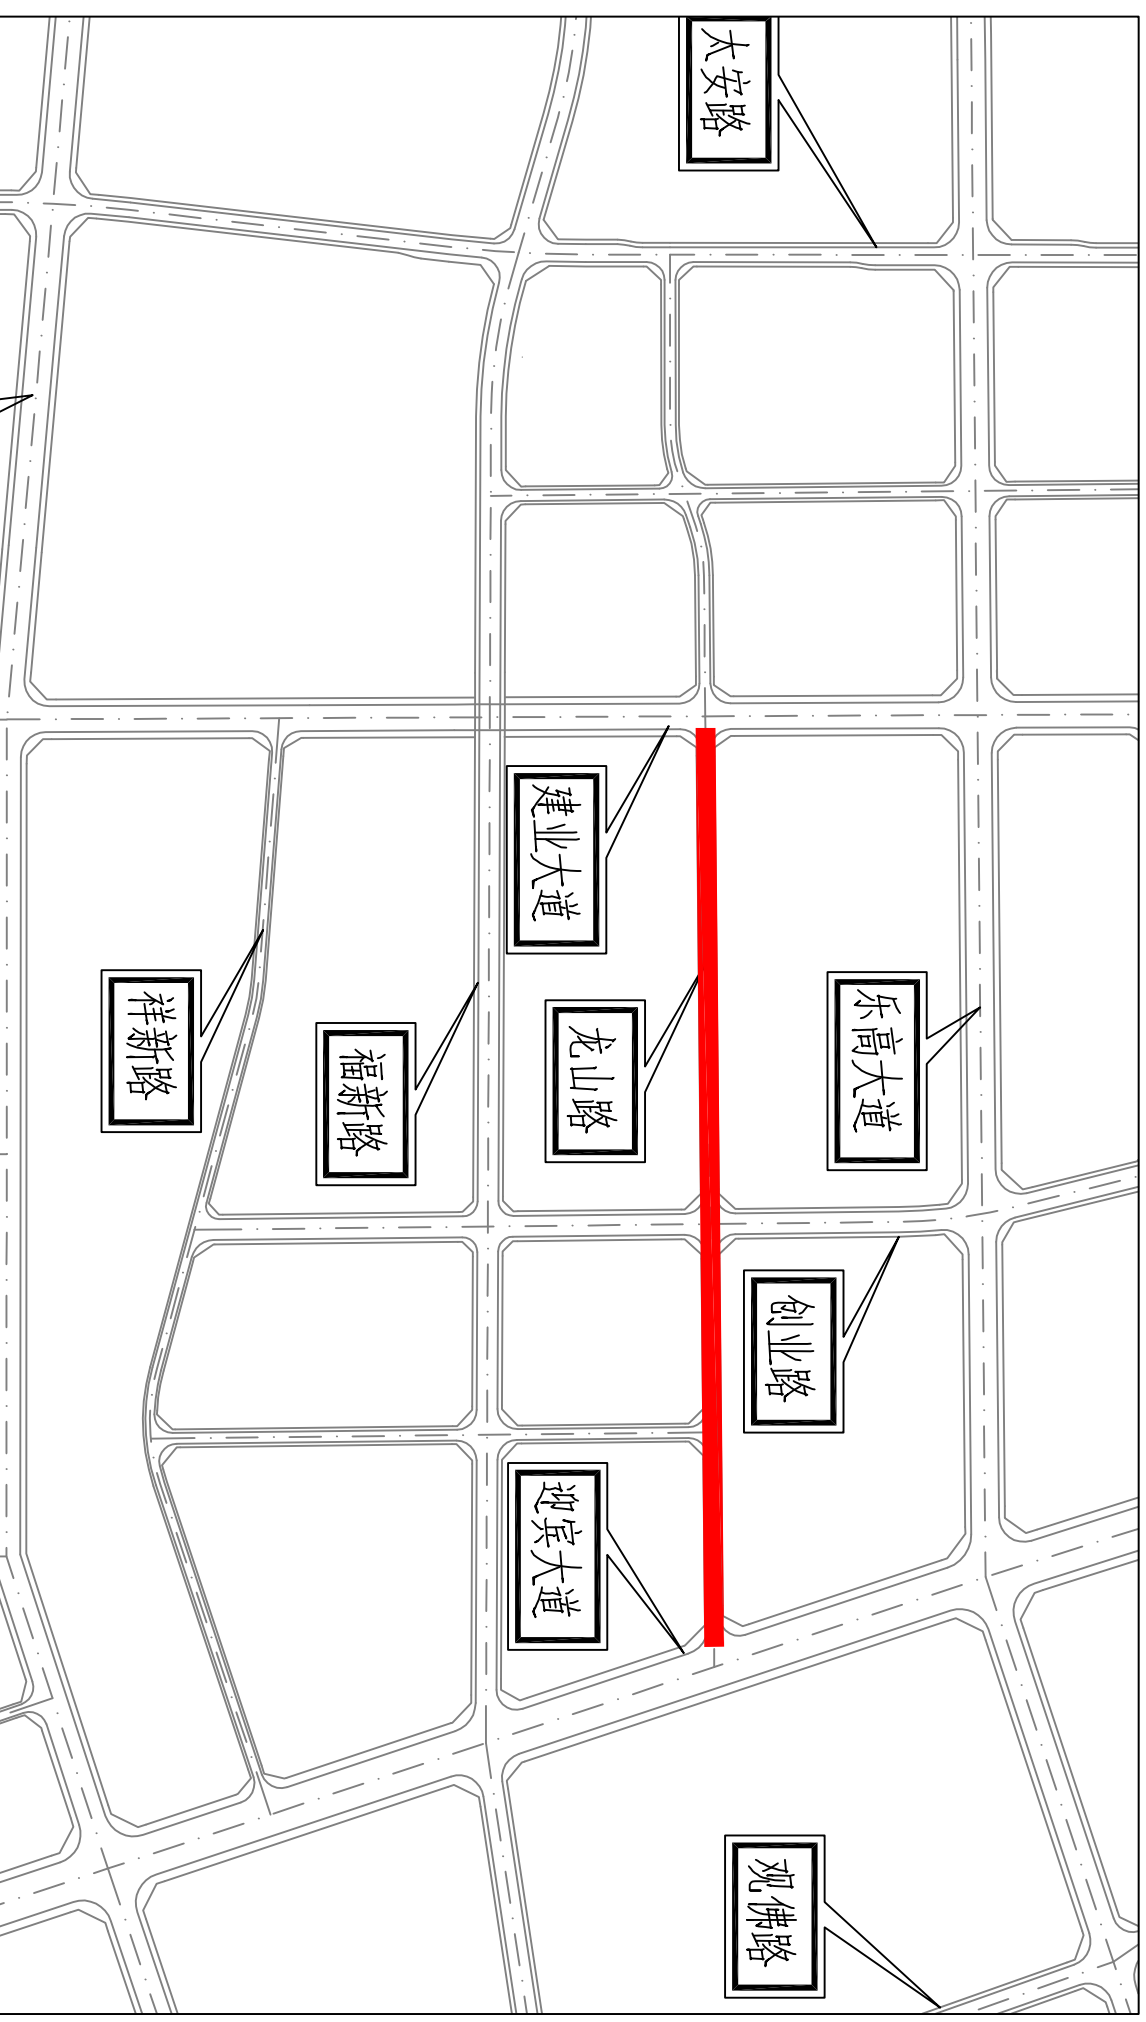 太安路
建业大道
乐高大道
龙山路
福新路
祥新路
创业路
迎宾大道
观佛路